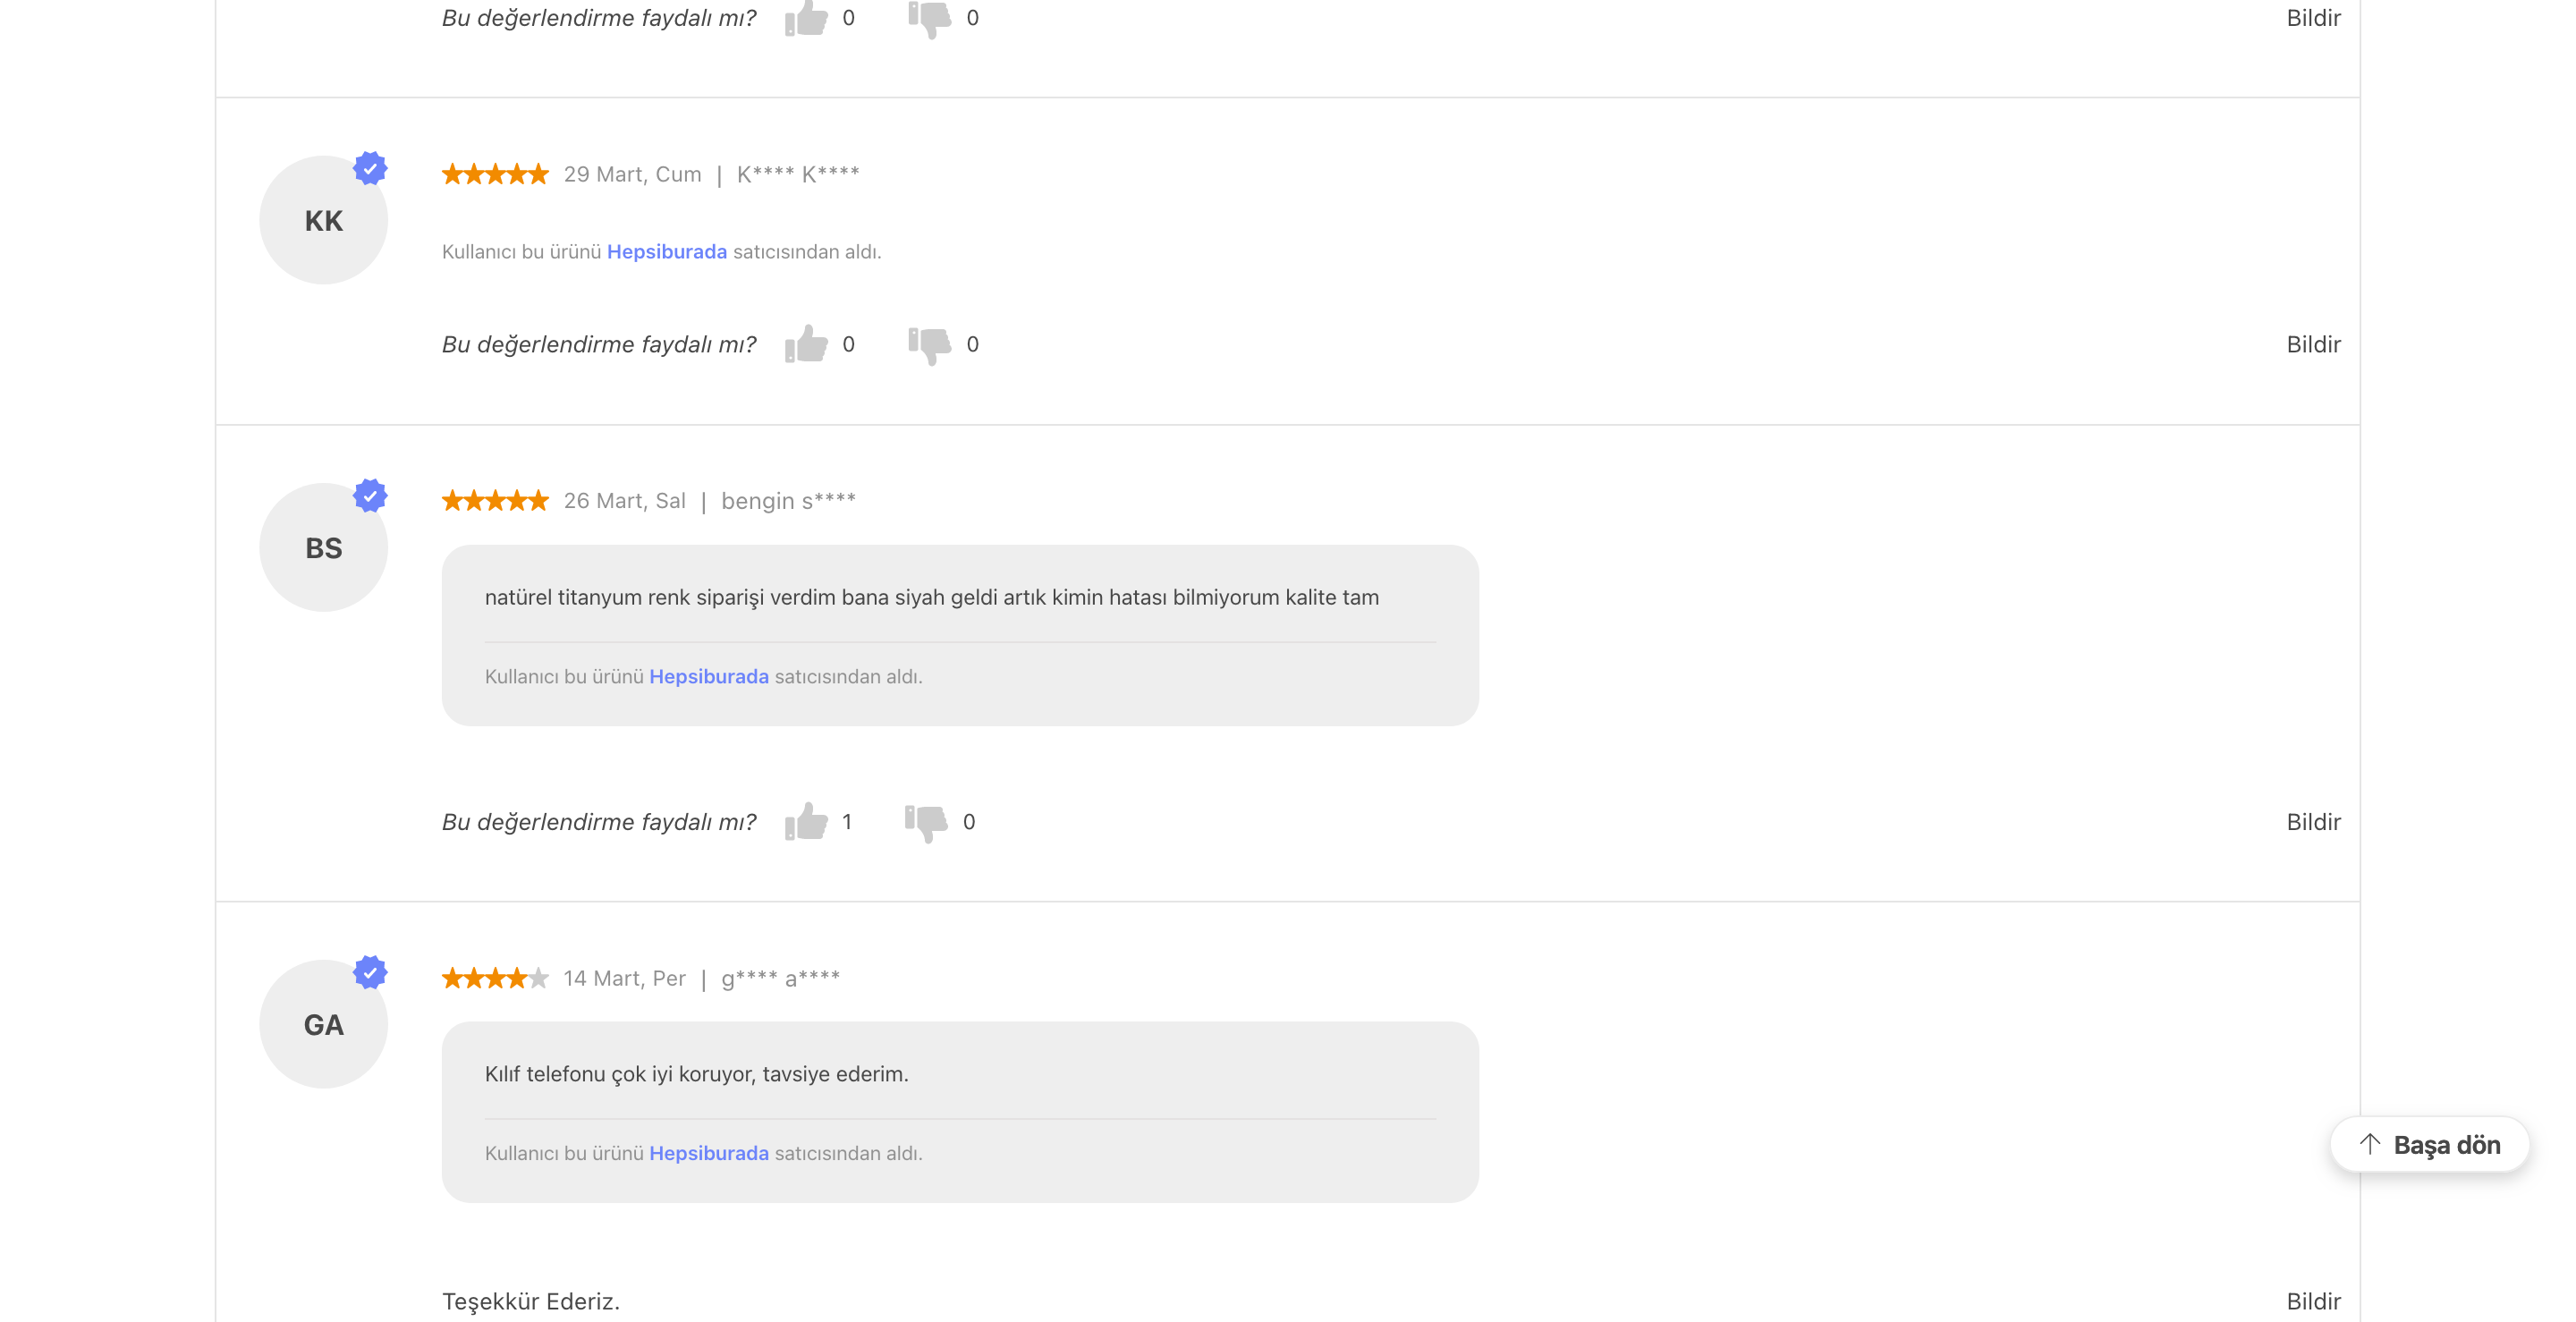 Bu değerlendirme faydalı mı? 0 0 Bildir
KK
29 Mart, Cum | K**** K****
Kullanıcı bu ürünü Hepsiburada satıcısından aldı.
Bu değerlendirme faydalı mı? 0 0 Bildir
BS
26 Mart, Sal | bengin s****
natürel titanyum renk siparişi verdim bana siyah geldi artık kimin hatası bilmiyorum kalite tam
Kullanıcı bu ürünü Hepsiburada satıcısından aldı.
Bu değerlendirme faydalı mı? 1 0 Bildir
GA
14 Mart, Per | g**** a****
Kılıf telefonu çok iyi koruyor, tavsiye ederim.
Kullanıcı bu ürünü Hepsiburada satıcısından aldı.
Başa dön
Teşekkür Ederiz. Bildir